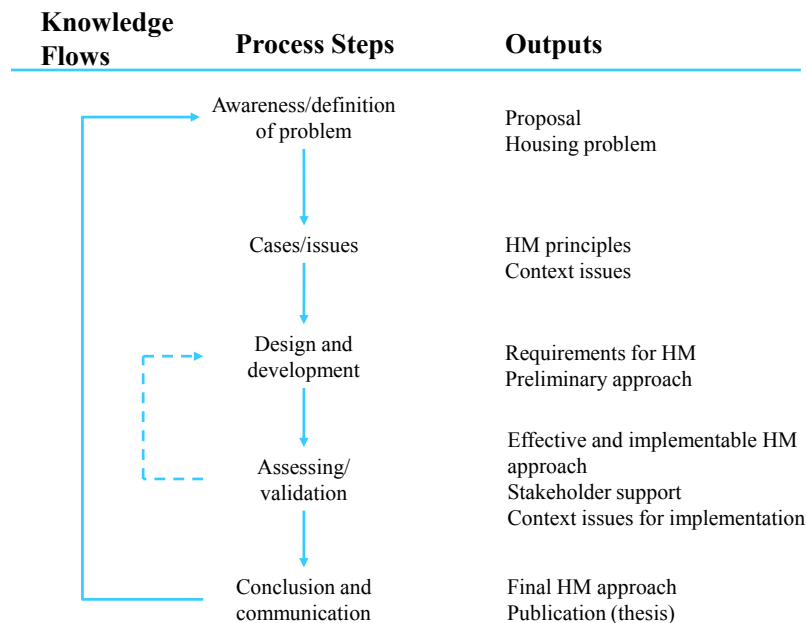 Knowledge
Flows
Process Steps
Outputs
Awareness/definition
of problem
Proposal
Housing problem
Cases/issues
HM principles
Context issues
Design and
development
Requirements for HM
Preliminary approach
Assessing/
validation
Effective and implementable HM
approach
Stakeholder support
Context issues for implementation
Conclusion and
communication
Final HM approach
Publication (thesis)